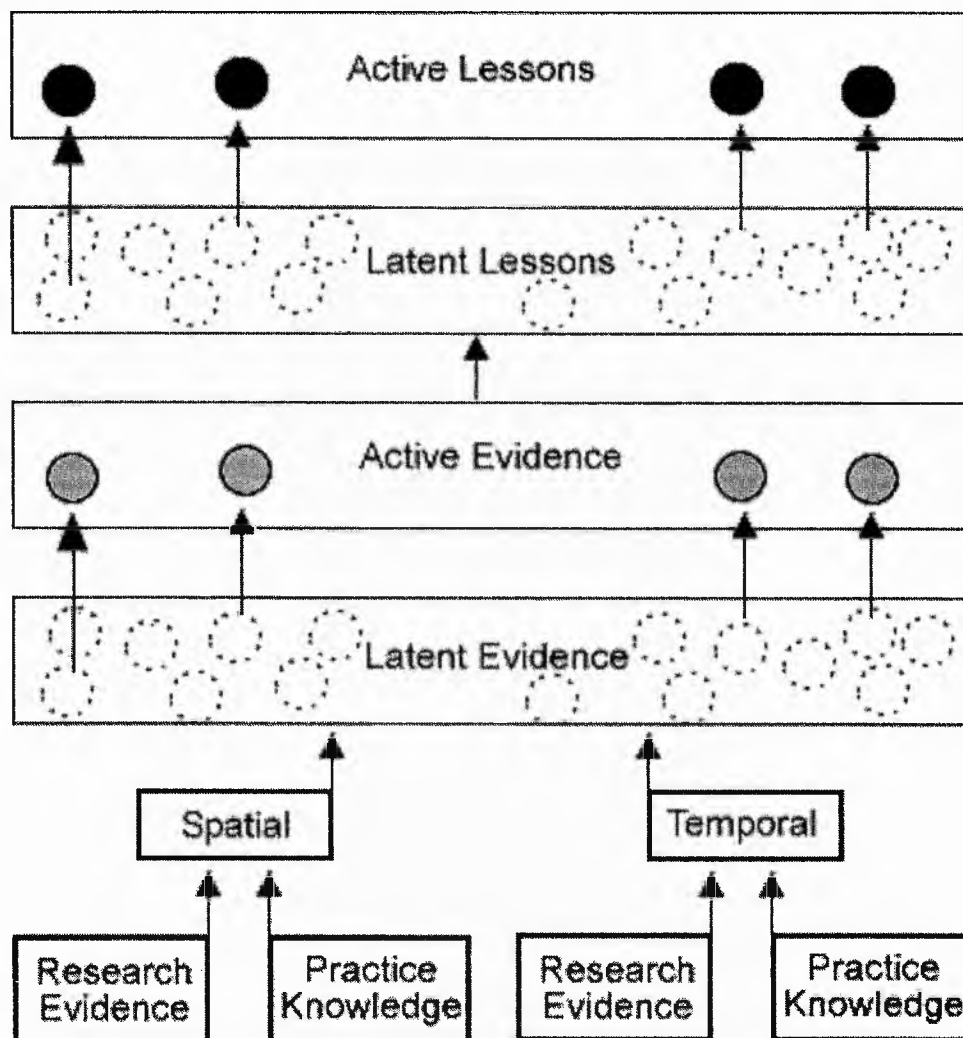 Active Lessons
Latent Lessons
Active Evidence
Latent Evidence
Spatial
Temporal
Research
Evidence
Practice
Knowledge
Research
Evidence
Practice
Knowledge